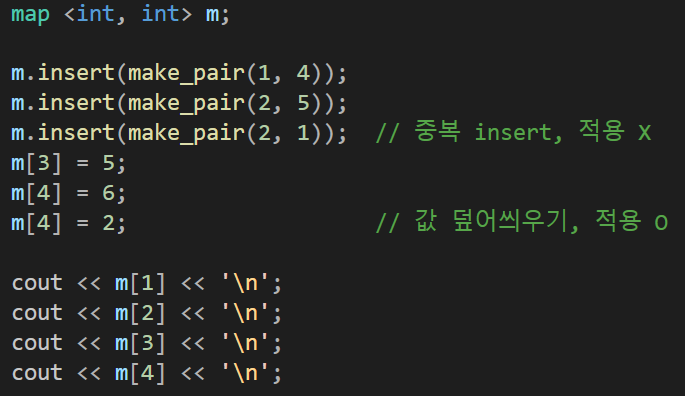 map <int, int> m;
m.insert(make_pair(1, 4));
m.insert(make_pair(2, 5));
m.insert(make_pair(2, 1));  // 중복 insert, 적용 X
m[3] = 5;
m[4] = 6;
m[4] = 2;                   // 값 덮어씌우기, 적용 O
cout << m[1] << '\n';
cout << m[2] << '\n';
cout << m[3] << '\n';
cout << m[4] << '\n';